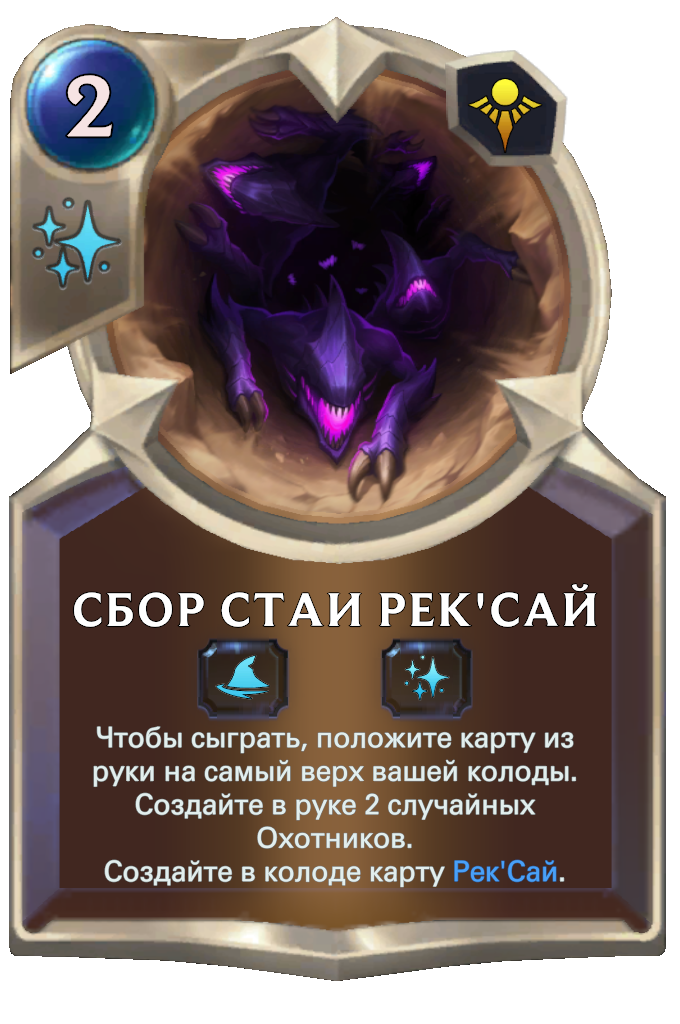 2
СБОР СТАИ РЕК'САЙ
Чтобы сыграть, положите карту из
руки на самый верх вашей колоды.
Создайте в руке 2 случайных
Охотников.
Создайте в колоде карту Рек'Сай.